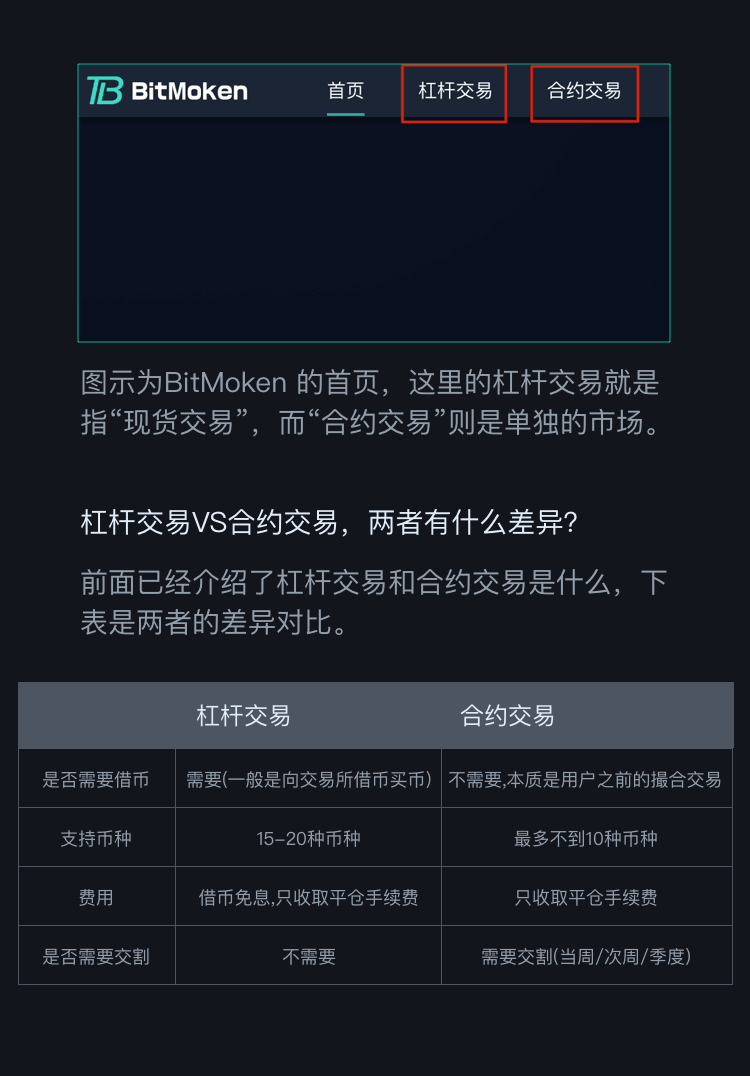 BitMoken 首页 杠杆交易 合约交易
图示为BitMoken 的首页，这里的杠杆交易就是
指“现货交易”，而“合约交易”则是单独的市场。
杠杆交易VS合约交易，两者有什么差异？
前面已经介绍了杠杆交易和合约交易是什么，下
表是两者的差异对比。
杠杆交易 合约交易
是否需要借币 需要(一般是向交易所借币买币) 不需要,本质是用户之前的撮合交易
支持币种 15-20种币种 最多不到10种币种
费用 借币免息,只收取平仓手续费 只收取平仓手续费
是否需要交割 不需要 需要交割(当周/次周/季度)